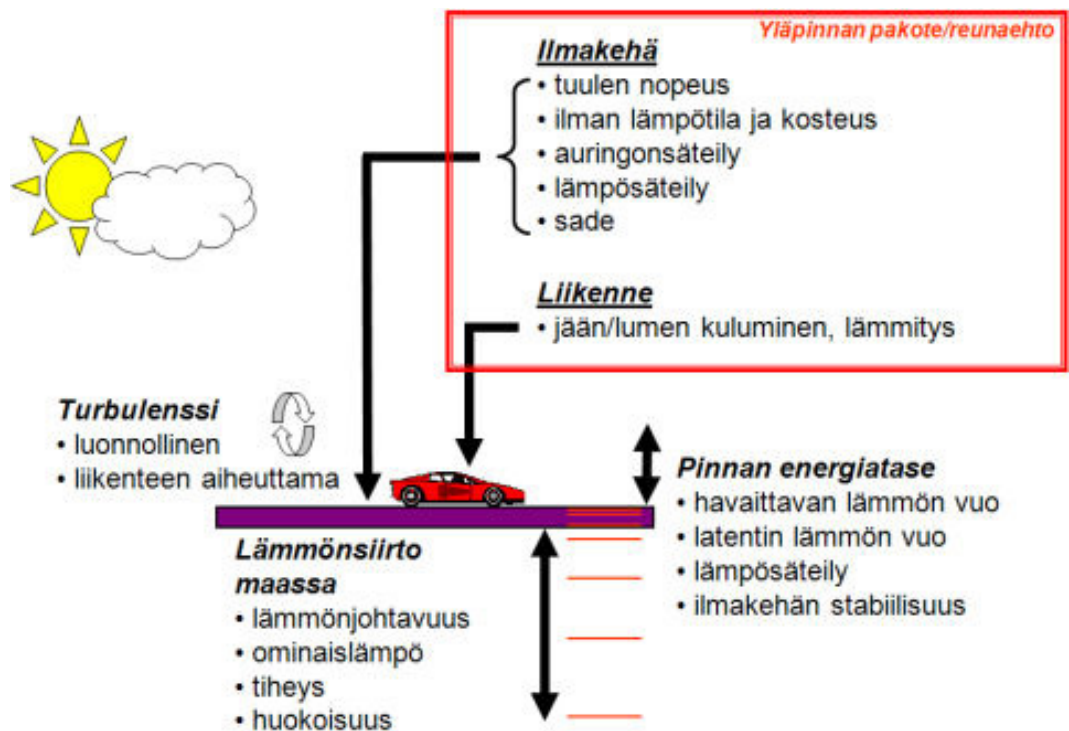 Yläpinnan pakote/reunaehto
Ilmakehä
• tuulen nopeus
• ilman lämpötila ja kosteus
• auringonsäteily
• lämpösäteily
• sade
Liikenne
• jään/lumen kuluminen, lämmitys
Turbulenssi
• luonnollinen
• liikenteen aiheuttama
Pinnan energiatase
• havaittavan lämmön vuo
• latentin lämmön vuo
• lämpösäteily
• ilmakehän stabiilisuus
Lämmönsiirto
maassa
• lämmönjohtavuus
• ominaislämpö
• tiheys
• huokoisuus